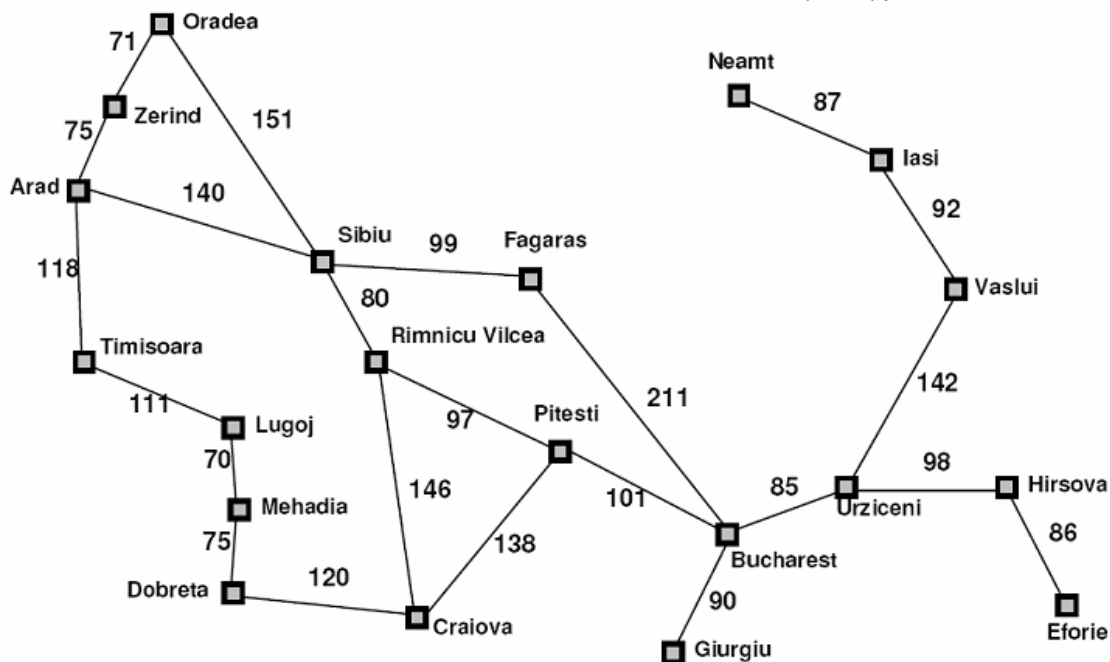 Oradea
71
Neamt
87
Zerind
151
75
Iasi
Arad
140
92
Sibiu
99
Fagaras
118
80
Vaslui
Timisoara
Rimnicu Vilcea
142
111
211
Lugoj
97
Pitesti
70
98
Hirsova
146
101
85
Urziceni
Mehadia
86
75
138
Bucharest
Dobreta
120
90
Craiova
Eforie
Giurgiu